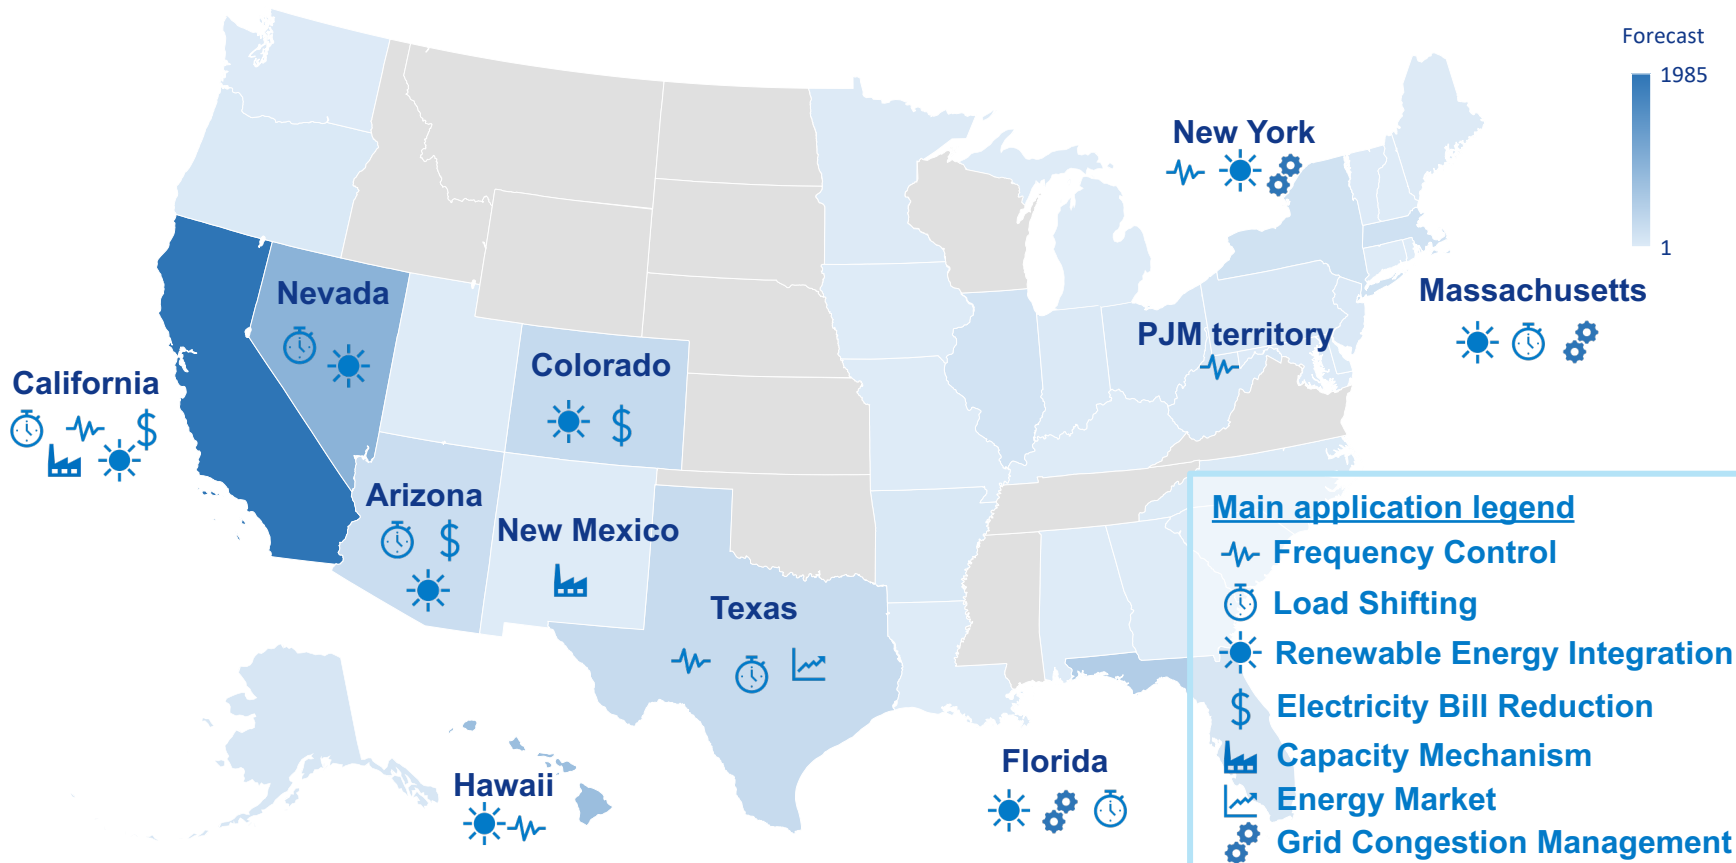 Forecast
1985
1
New York
Nevada
Massachusetts
PJM territory
Colorado
California
Arizona
New Mexico
Texas
Hawaii
Florida
Main application legend
Frequency Control
Load Shifting
Renewable Energy Integration
Electricity Bill Reduction
Capacity Mechanism
Energy Market
Grid Congestion Management